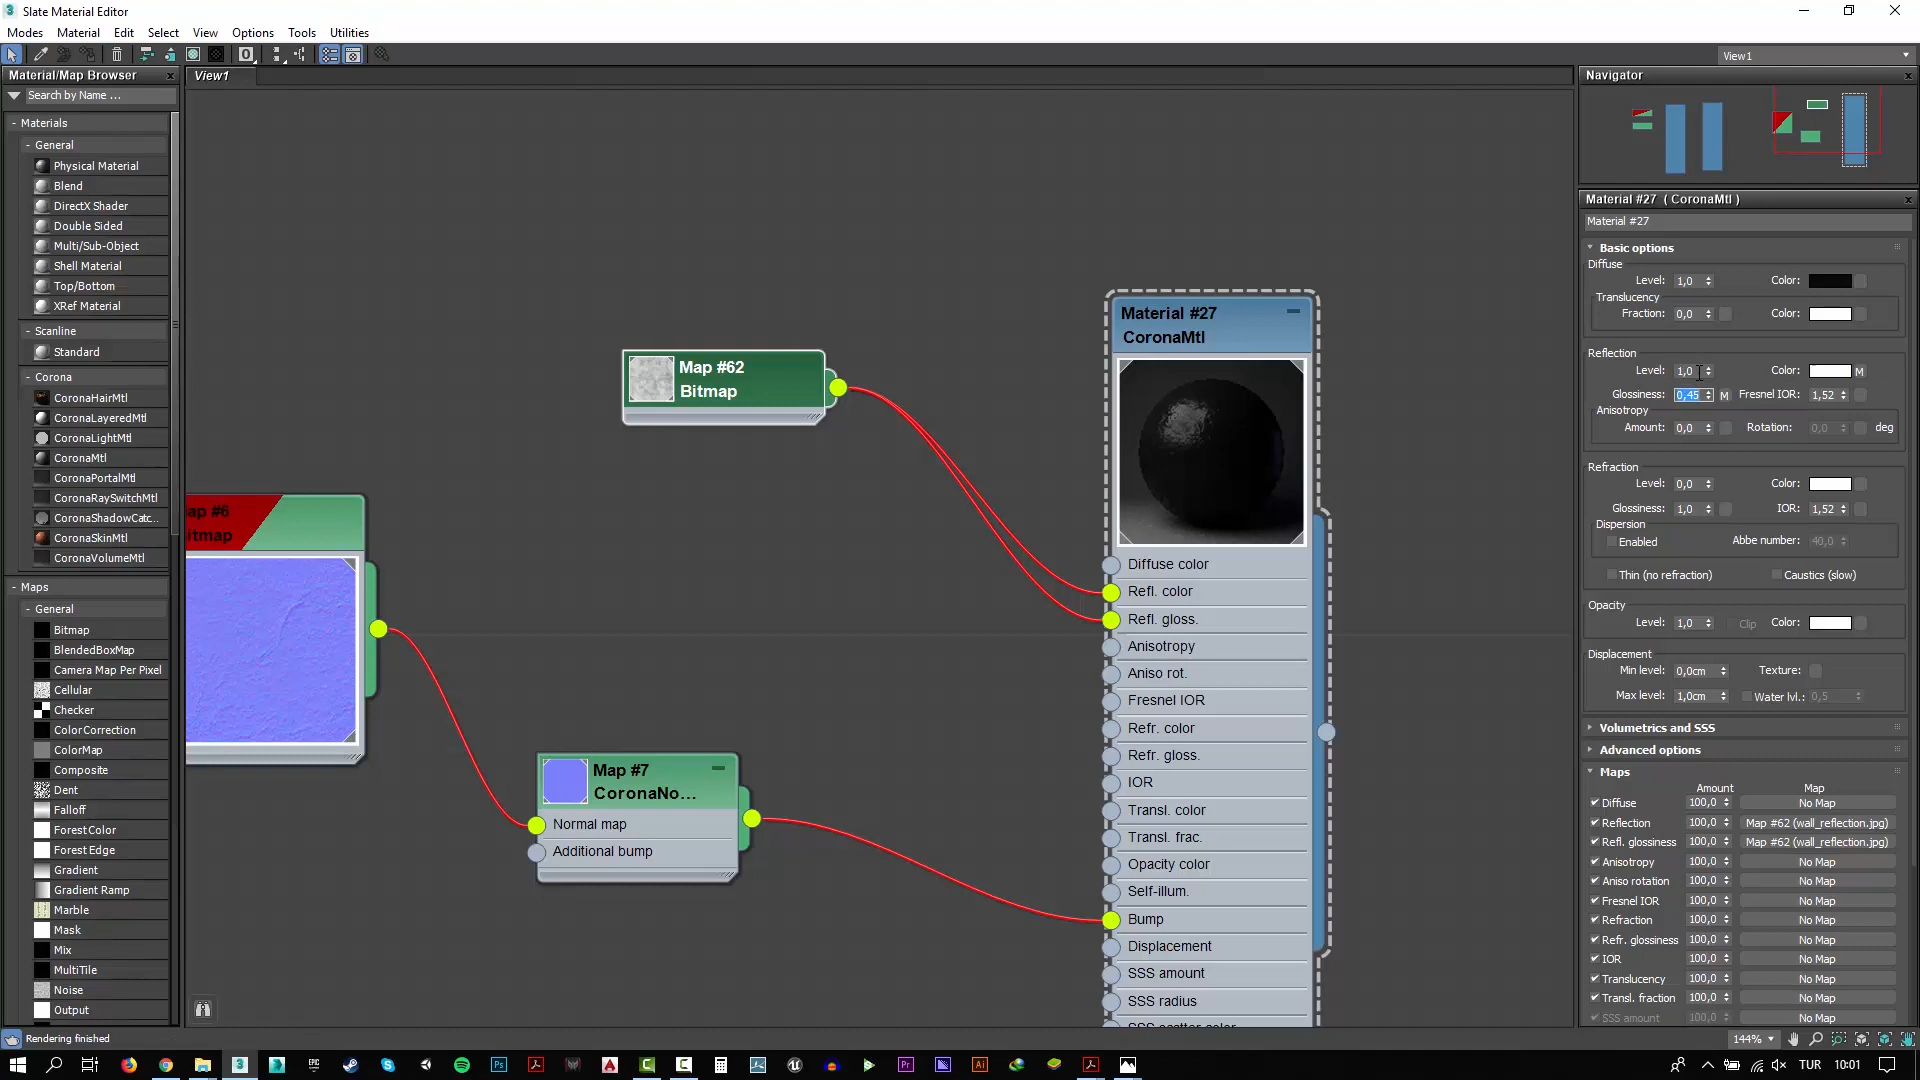 Slate Material Editor
Modes Material Edit Select View Options Tools Utilities
View1
Material/Map Browser
Search by Name ...
- Materials
- General
Physical Material
Blend
DirectX Shader
Double Sided
Multi/Sub-Object
Shell Material
Top/Bottom
XRef Material
- Scanline
Standard
- Corona
CoronaHairMtl
CoronaLayeredMtl
CoronaLightMtl
CoronaMtl
CoronaPortalMtl
CoronaRaySwitchMtl
CoronaShadowCatc...
CoronaSkinMtl
CoronaVolumeMtl
- Maps
- General
Bitmap
BlendedBoxMap
Camera Map Per Pixel
Cellular
Checker
ColorCorrection
ColorMap
Composite
Dent
Falloff
ForestColor
Forest Edge
Gradient
Gradient Ramp
Marble
Mask
Mix
MultiTile
Noise
Output
View1
ap #6
itmap
Map #62
Bitmap
Map #7
CoronaNo...
Normal map
Additional bump
Material #27
CoronaMtl
Diffuse color
Refl. color
Refl. gloss.
Anisotropy
Aniso rot.
Fresnel IOR
Refr. color
Refr. gloss.
IOR
Transl. color
Transl. frac.
Opacity color
Self-illum.
Bump
Displacement
SSS amount
SSS radius
SSS scatter color
Navigator
Material #27 ( CoronaMtl )
Material #27
Basic options
Diffuse
Level: 1,0 Color:
Translucency
Fraction: 0,0 Color:
Reflection
Level: 1,0 Color: M
Glossiness: 0,45 M Fresnel IOR: 1,52
Anisotropy
Amount: 0,0 Rotation: 0,0 deg
Refraction
Level: 0,0 Color:
Glossiness: 1,0 IOR: 1,52
Dispersion
Enabled Abbe number: 40,0
Thin (no refraction) Caustics (slow)
Opacity
Level: 1,0 Clip Color:
Displacement
Min level: 0,0cm Texture:
Max level: 1,0cm Water lvl.: 0,5
Volumetrics and SSS
Advanced options
Maps
Amount Map
Diffuse 100,0 No Map
Reflection 100,0 Map #62 (wall_reflection.jpg)
Refl. glossiness 100,0 Map #62 (wall_reflection.jpg)
Anisotropy 100,0 No Map
Aniso rotation 100,0 No Map
Fresnel IOR 100,0 No Map
Refraction 100,0 No Map
Refr. glossiness 100,0 No Map
IOR 100,0 No Map
Translucency 100,0 No Map
Transl. fraction 100,0 No Map
SSS amount 100,0 No Map
Rendering finished
144%
TUR 10:01